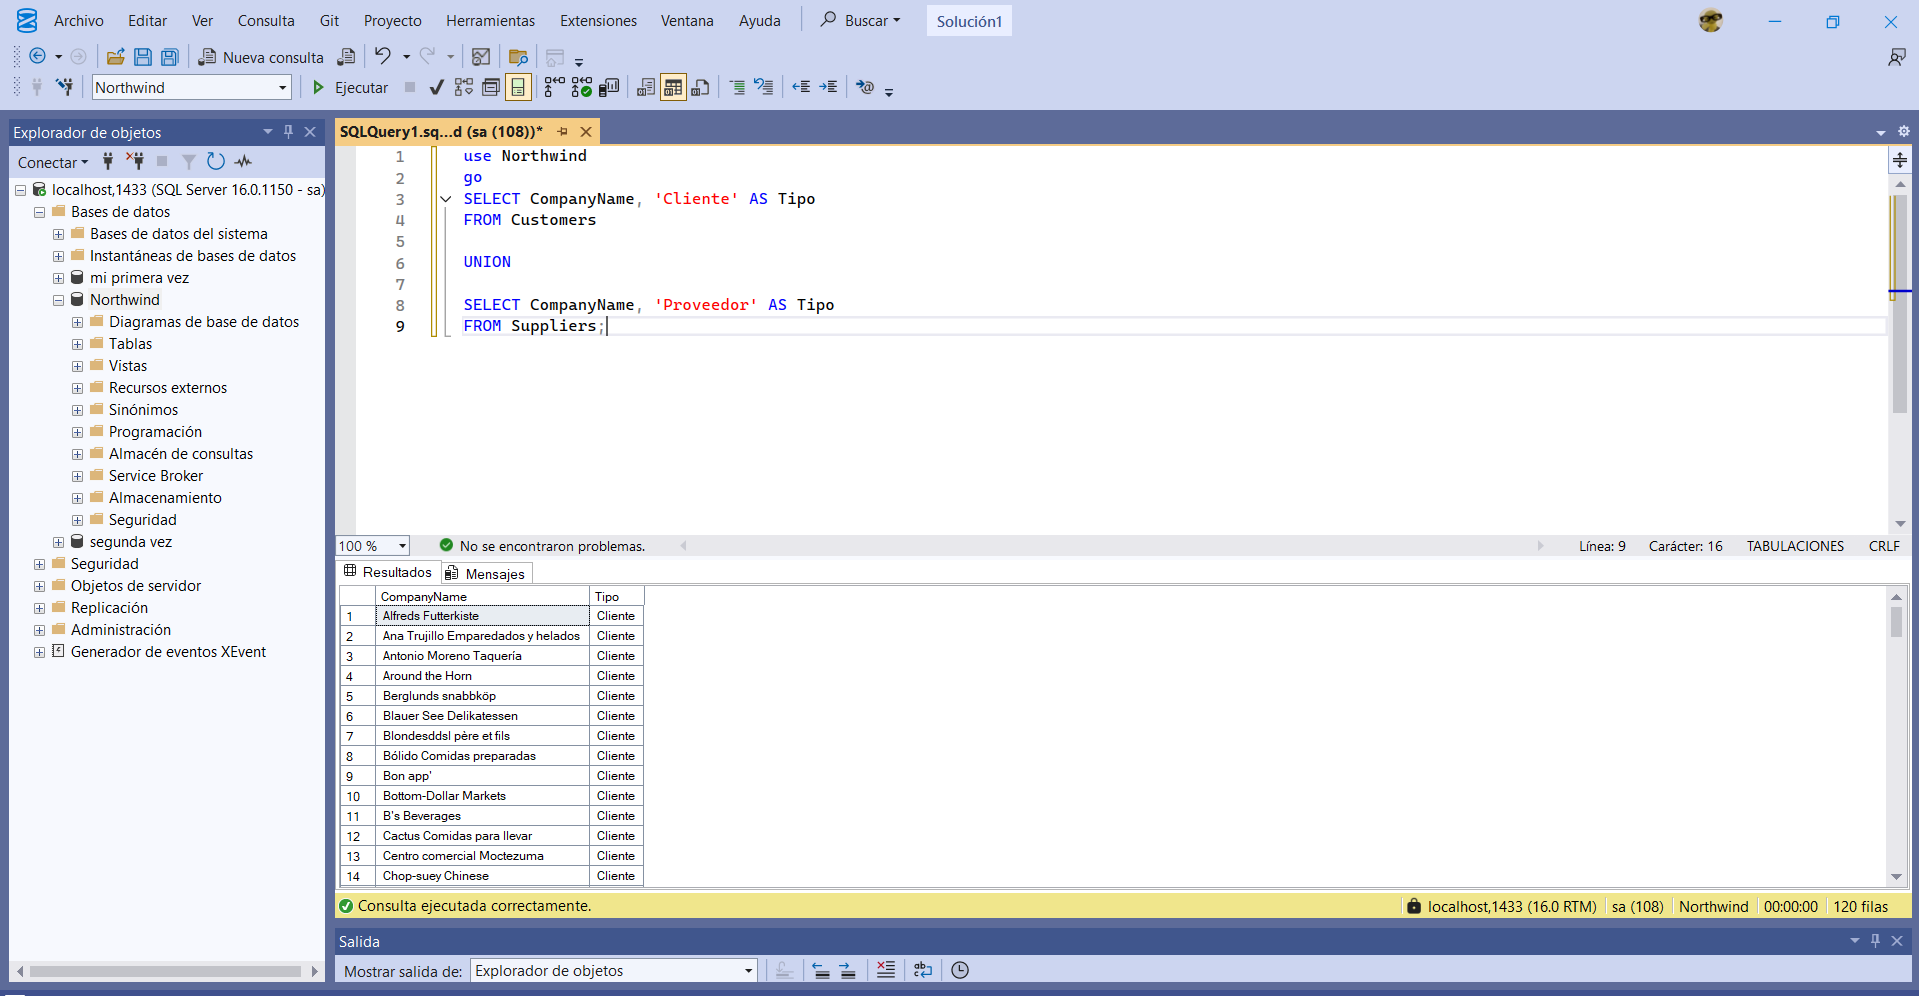 Archivo Editar Ver Consulta Git Proyecto Herramientas Extensiones Ventana Ayuda Buscar Solución1
Nueva consulta
Northwind Ejecutar
Explorador de objetos
Conectar
localhost,1433 (SQL Server 16.0.1150 - sa)
Bases de datos
Bases de datos del sistema
Instantáneas de bases de datos
mi primera vez
Northwind
Diagramas de base de datos
Tablas
Vistas
Recursos externos
Sinónimos
Programación
Almacén de consultas
Service Broker
Almacenamiento
Seguridad
segunda vez
Seguridad
Objetos de servidor
Replicación
Administración
Generador de eventos XEvent
SQLQuery1.sq...d (sa (108))*
1 use Northwind
2 go
3 SELECT CompanyName, 'Cliente' AS Tipo
4 FROM Customers
5
6 UNION
7
8 SELECT CompanyName, 'Proveedor' AS Tipo
9 FROM Suppliers;
100 % No se encontraron problemas. Línea: 9 Carácter: 16 TABULACIONES CRLF
Resultados Mensajes
CompanyName Tipo
1 Alfreds Futterkiste Cliente
2 Ana Trujillo Emparedados y helados Cliente
3 Antonio Moreno Taquería Cliente
4 Around the Horn Cliente
5 Berglunds snabbköp Cliente
6 Blauer See Delikatessen Cliente
7 Blondesddsl père et fils Cliente
8 Bólido Comidas preparadas Cliente
9 Bon app' Cliente
10 Bottom-Dollar Markets Cliente
11 B's Beverages Cliente
12 Cactus Comidas para llevar Cliente
13 Centro comercial Moctezuma Cliente
14 Chop-suey Chinese Cliente
Consulta ejecutada correctamente. localhost,1433 (16.0 RTM) sa (108) Northwind 00:00:00 120 filas
Salida
Mostrar salida de: Explorador de objetos